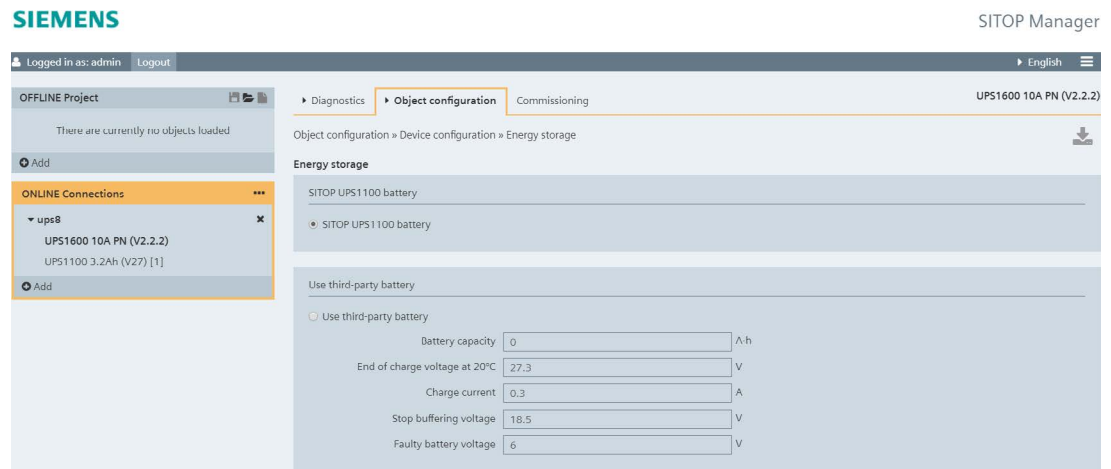 SIEMENS
SITOP Manager
Logged in as: admin Logout
English
OFFLINE Project
There are currently no objects loaded
Add
ONLINE Connections
ups8
UPS1600 10A PN (V2.2.2)
UPS1100 3.2Ah (V27) [1]
Add
Diagnostics Object configuration Commissioning
UPS1600 10A PN (V2.2.2)
Object configuration » Device configuration » Energy storage
Energy storage
SITOP UPS1100 battery
SITOP UPS1100 battery
Use third-party battery
Use third-party battery
Battery capacity 0 A·h
End of charge voltage at 20°C 27.3 V
Charge current 0.3 A
Stop buffering voltage 18.5 V
Faulty battery voltage 6 V